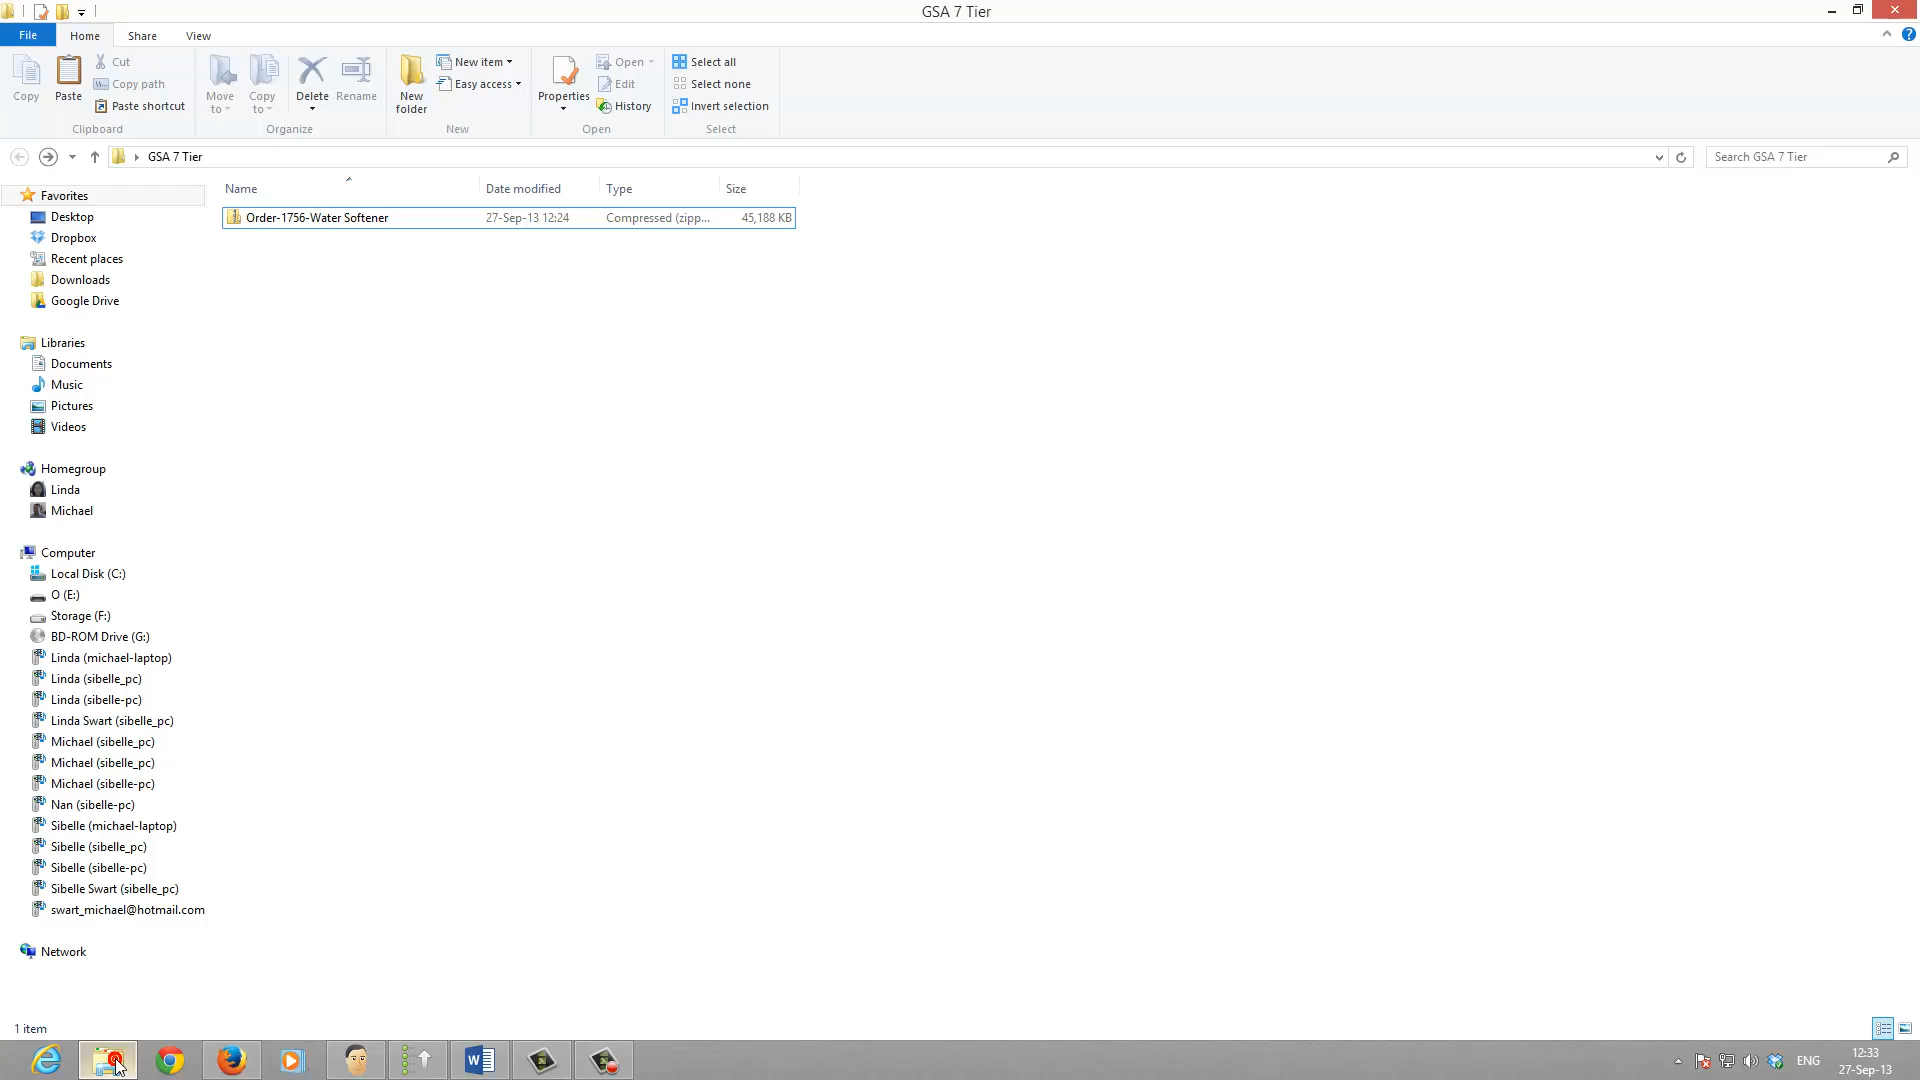 GSA 7 Tier
File Home Share View
Copy
Paste
Cut
Copy path
Paste shortcut
Clipboard
Move to
Copy to
Delete
Rename
Organize
New folder
New item
Easy access
New
Properties
Open
Edit
History
Open
Select all
Select none
Invert selection
Select
GSA 7 Tier
Search GSA 7 Tier
Name Date modified Type Size
Order-1756-Water Softener 27-Sep-13 12:24 Compressed (zipp... 45,188 KB
Favorites
Desktop
Dropbox
Recent places
Downloads
Google Drive
Libraries
Documents
Music
Pictures
Videos
Homegroup
Linda
Michael
Computer
Local Disk (C:)
O (E:)
Storage (F:)
BD-ROM Drive (G:)
Linda (michael-laptop)
Linda (sibelle_pc)
Linda (sibelle-pc)
Linda Swart (sibelle_pc)
Michael (sibelle_pc)
Michael (sibelle_pc)
Michael (sibelle-pc)
Nan (sibelle-pc)
Sibelle (michael-laptop)
Sibelle (sibelle_pc)
Sibelle (sibelle-pc)
Sibelle Swart (sibelle_pc)
swart_michael@hotmail.com
Network
1 item
ENG
12:33
27-Sep-13